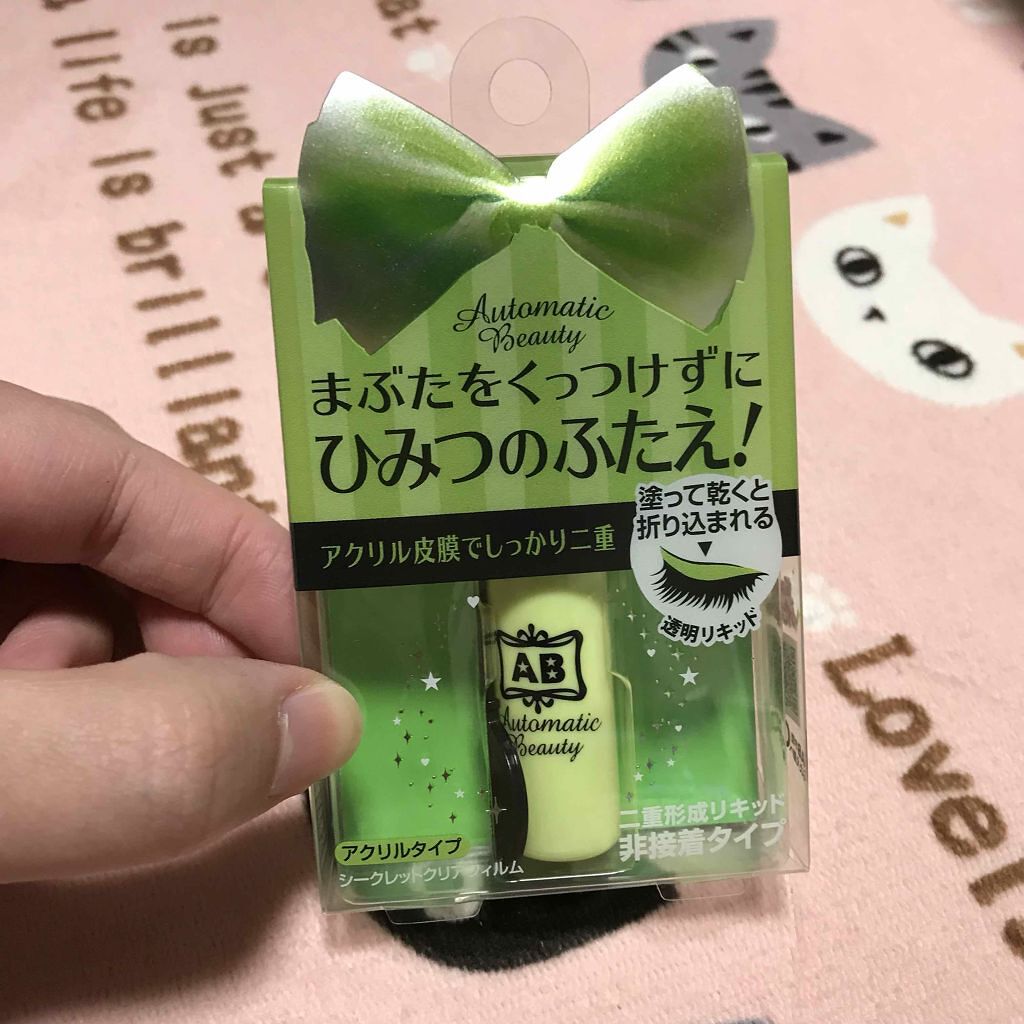 Automatic
Beauty
まぶたをくっつけずに
ひみつのふたえ!
アクリル皮膜でしっかり二重
塗って乾くと
折り込まれる
透明リキッド
AB
Automatic
Beauty
二重形成リキッド
非接着タイプ
アクリルタイプ
シークレットクリアフィルム
is just a
life is brilliant
Lovely